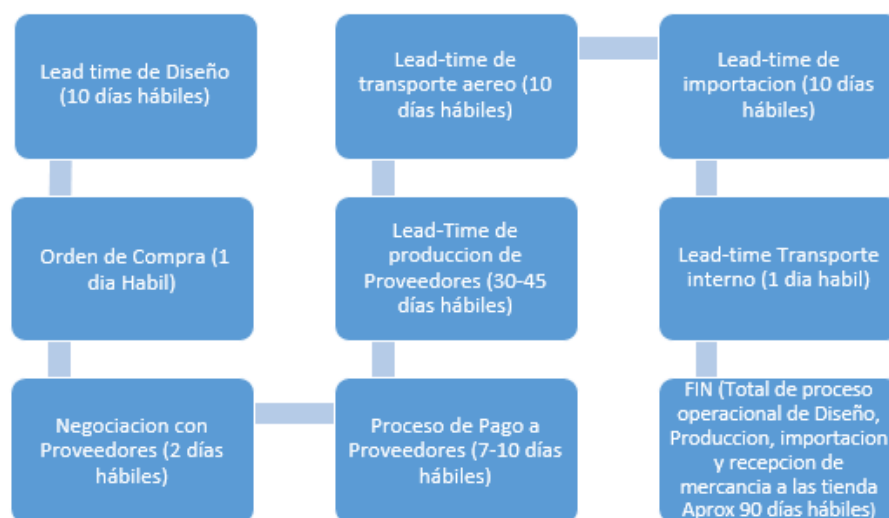 Lead time de Diseño
(10 días hábiles)
Orden de Compra (1
dia Habil)
Negociacion con
Proveedores (2 días
hábiles)
Proceso de Pago a
Proveedores (7-10 días
hábiles)
Lead-Time de
produccion de
Proveedores (30-45
días hábiles)
Lead-time de
transporte aereo (10
días hábiles)
Lead-time de
importacion (10 días
hábiles)
Lead-time Transporte
interno (1 dia habil)
FIN (Total de proceso
operacional de Diseño,
Produccion, importacion
y recepcion de
mercancia a las tienda
Aprox 90 días hábiles)